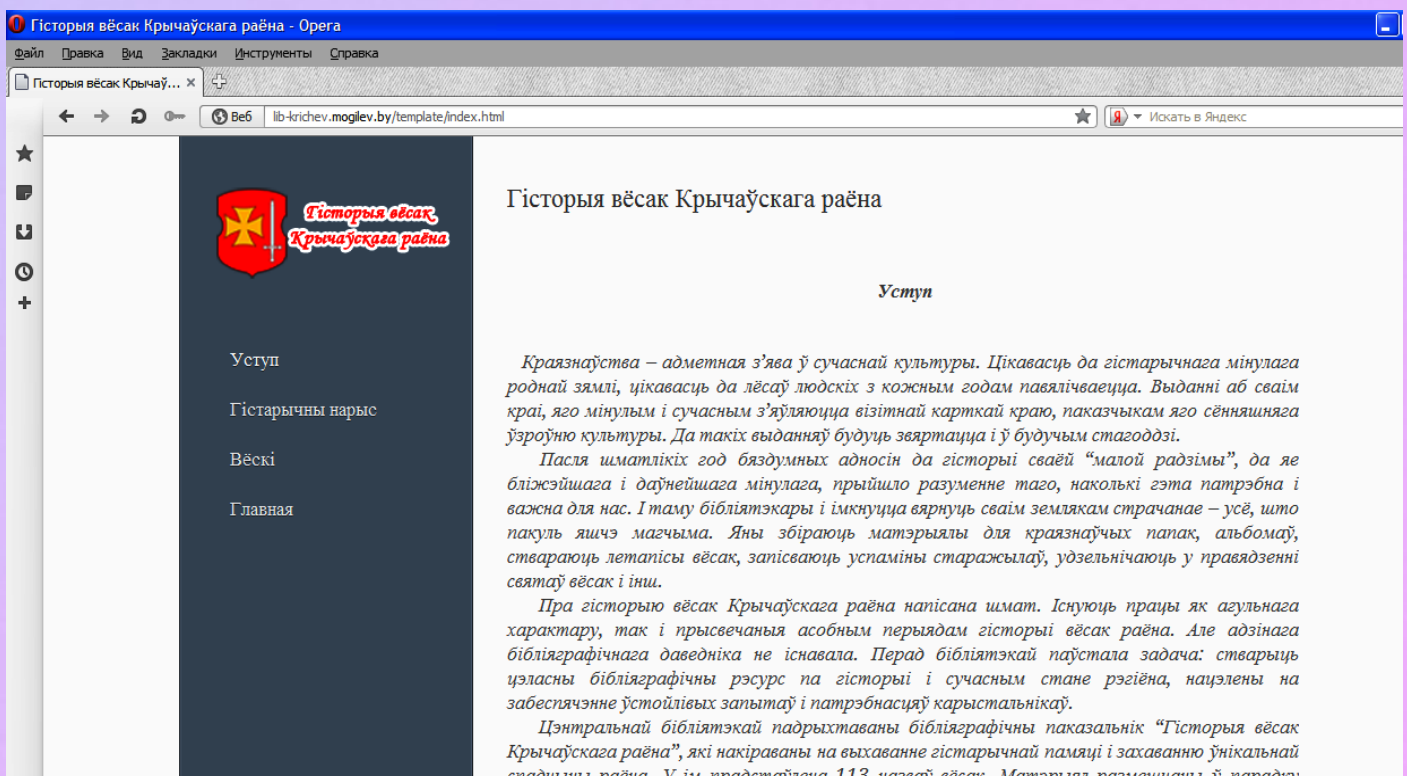 Гісторыя вёсак Крычаўскага раёна - Opera
Файл Правка Вид Закладки Инструменты Справка
Гісторыя вёсак Крычаў...
Веб lib-krichev.mogilev.by/template/index.html
Искать в Яндекс
Гісторыя вёсак
Крычаўскага раёна
Уступ
Гістарычны нарыс
Вёскі
Главная
Гісторыя вёсак Крычаўскага раёна
Уступ
Краязнаўства – адметная з’ява ў сучаснай культуры. Цікавасць да гістарычнага мінулага
роднай зямлі, цікавасць да лёсаў людскіх з кожным годам павялічваецца. Выданні аб сваім
краі, яго мінулым і сучасным з’яўляюцца візітнай карткай краю, паказчыкам яго сённяшняга
ўзроўню культуры. Да такіх выданняў будуць звяртацца і ў будучым стагоддзі.
Пасля шматлікіх год бяздумных адносін да гісторыі сваёй “малой радзімы”, да яе
бліжэйшага і даўнейшага мінулага, прыйшло разуменне таго, наколькі гэта патрэбна і
важна для нас. І таму бібліятэкары і імкнуцца вярнуць сваім землякам страчанае – усё, што
пакуль яшчэ магчыма. Яны збіраюць матэрыялы для краязнаўчых папак, альбомаў,
ствараюць летапісы вёсак, запісваюць успаміны старажылаў, удзельнічаюць у правядзенні
святаў вёсак і інш.
Пра гісторыю вёсак Крычаўскага раёна напісана шмат. Існуюць працы як агульнага
характару, так і прысвечаныя асобным перыядам гісторыі вёсак раёна. Але адзінага
бібліяграфічнага даведніка не існавала. Перад бібліятэкай паўстала задача: стварыць
цэласны бібліяграфічны рэсурс па гісторыі і сучасным стане рэгіёна, нацэлены на
забеспячэнне ўстойлівых запытаў і патрэбнасцяў карыстальнікаў.
Цэнтральнай бібліятэкай падрыхтаваны бібліяграфічны паказальнік “Гісторыя вёсак
Крычаўскага раёна”, які накіраваны на выхаванне гістарычнай памяці і захаванню ўнікальнай
спадчыны раёна. У ім прадстаўлена 113 назваў вёсак. Матэрыял размешчаны ў парадку